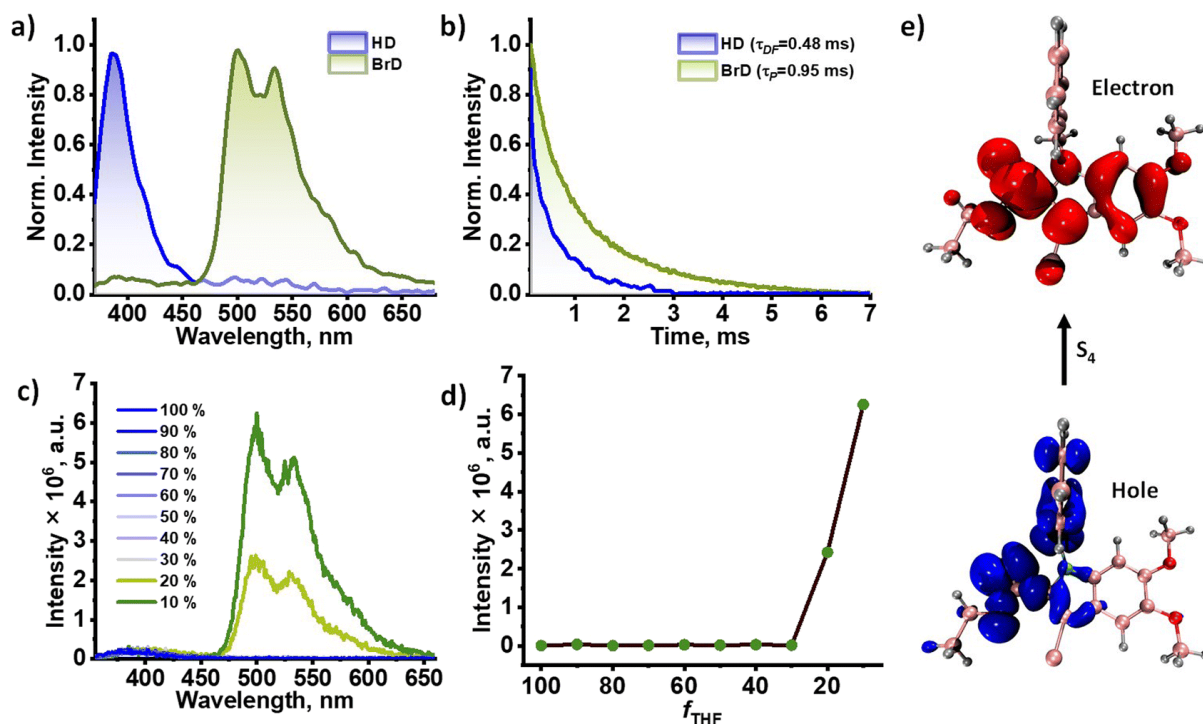 a)
Norm. Intensity
1.0
0.8
0.6
0.4
0.2
0.0
HD
BrD
400 450 500 550 600 650
Wavelength, nm
b)
Norm. Intensity
1.0
0.8
0.6
0.4
0.2
0.0
HD (τDF=0.48 ms)
BrD (τP=0.95 ms)
1 2 3 4 5 6 7
Time, ms
c)
Intensity × 10⁶, a.u.
7
6
5
4
3
2
1
0
100 %
90 %
80 %
70 %
60 %
50 %
40 %
30 %
20 %
10 %
400 450 500 550 600 650
Wavelength, nm
d)
Intensity × 10⁶, a.u.
7
6
5
4
3
2
1
0
100 80 60 40 20
fTHF
e)
Electron
S₄
Hole